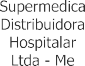 Supermedica
Distribuidora
Hospitalar
Ltda - Me